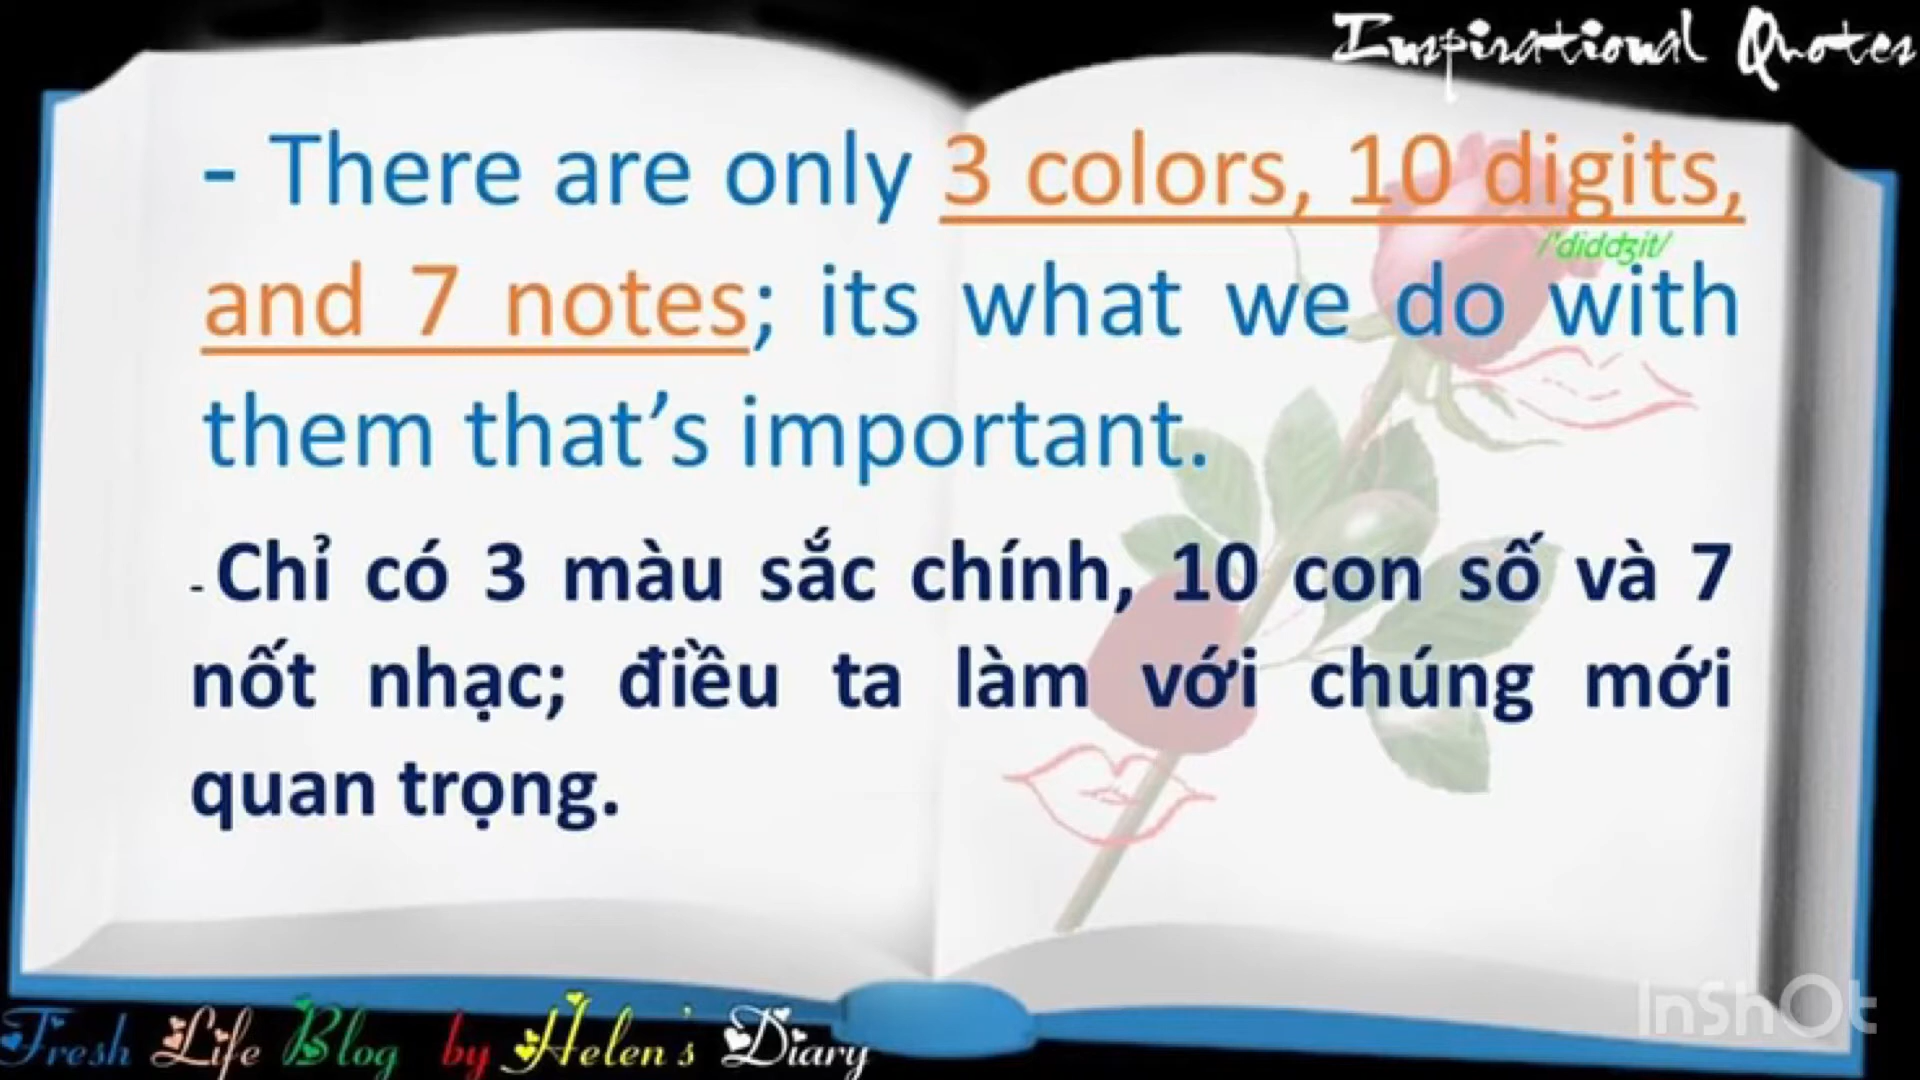 Inspirational Quotes
- There are only 3 colors, 10 digits,
/'didʤit/
and 7 notes; its what we do with
them that's important.
- Chỉ có 3 màu sắc chính, 10 con số và 7
nốt nhạc; điều ta làm với chúng mới
quan trọng.
InShOt
Fresh Life Blog by Helen's Diary